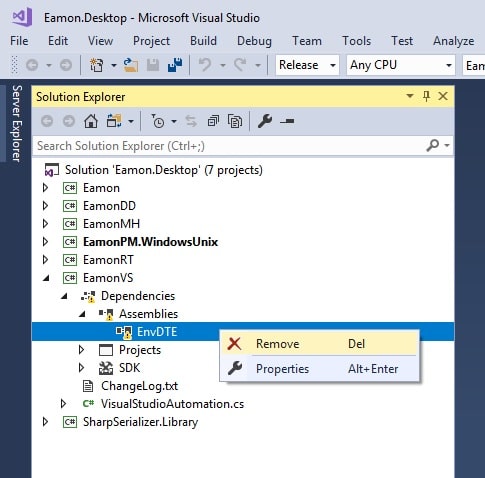 Eamon.Desktop - Microsoft Visual Studio
File View Project Build Debug Team Tools Test Analyze
Release Any CPU Eam
Server Explorer
Solution Explorer
Search Solution Explorer (Ctrl+;)
Solution 'Eamon.Desktop' (7 projects)
C# Eamon
C# EamonDD
C# EamonMH
C# EamonPM.WindowsUnix
C# EamonRT
C# EamonVS
Dependencies
Assemblies
EnvDTE
Remove Del
Projects
Properties Alt+Enter
SDK
ChangeLog.txt
C# VisualStudioAutomation.cs
C# SharpSerializer.Library